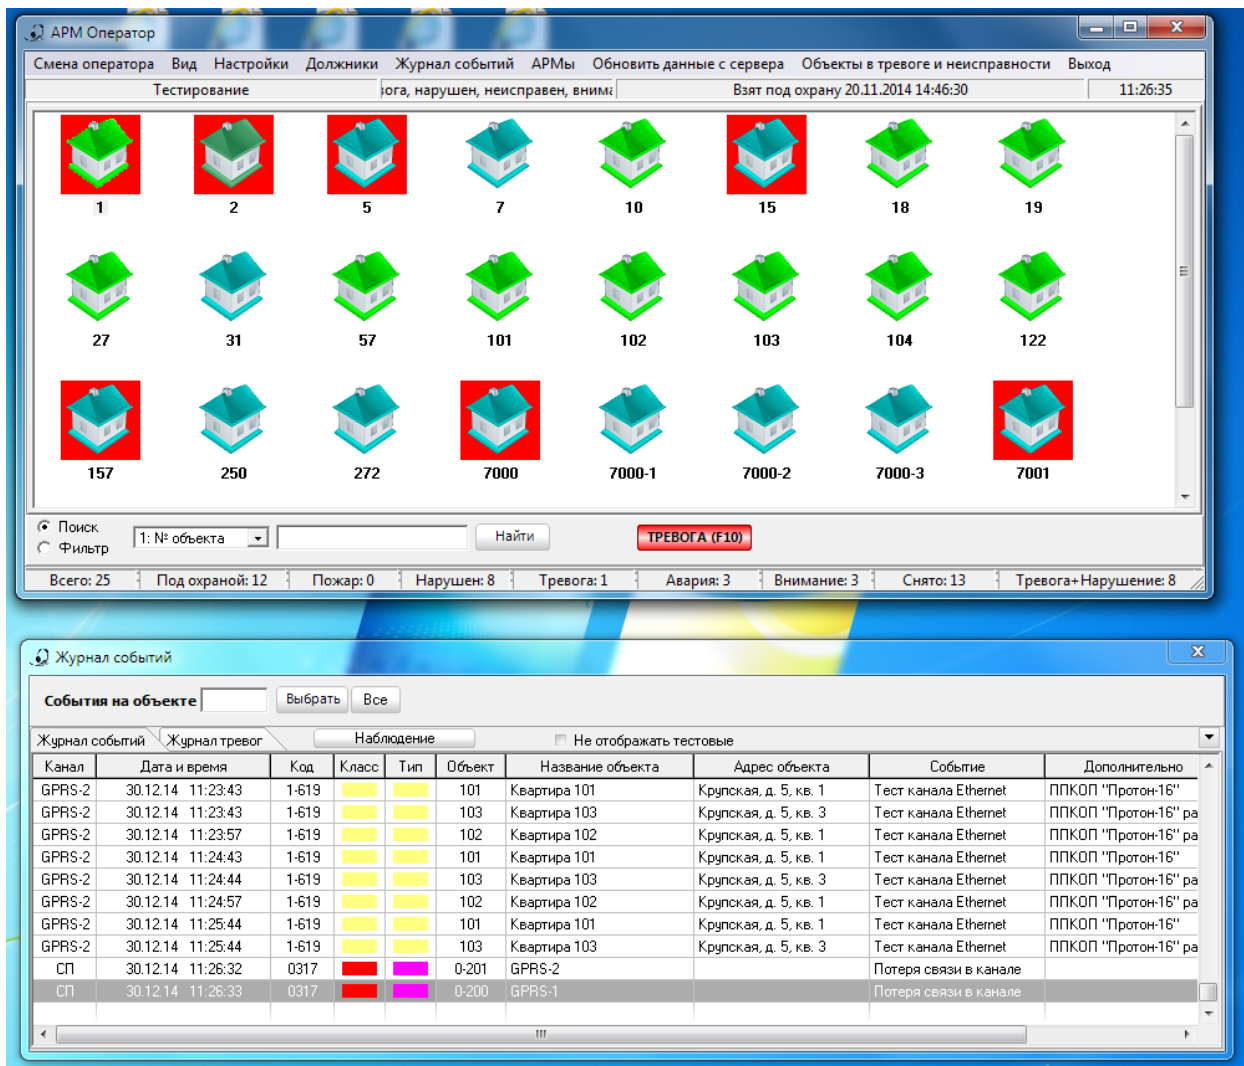 АРМ Оператор
Смена оператора Вид Настройки Должники Журнал событий АРМы Обновить данные с сервера Объекты в тревоге и неисправности Выход
Тестирование ога, нарушен, неисправен, внима Взят под охрану 20.11.2014 14:46:30 11:26:35
1 2 5 7 10 15 18 19
27 31 57 101 102 103 104 122
157 250 272 7000 7000-1 7000-2 7000-3 7001
Поиск
Фильтр
1: № объекта
Найти
ТРЕВОГА (F10)
Всего: 25 Под охраной: 12 Пожар: 0 Нарушен: 8 Тревога: 1 Авария: 3 Внимание: 3 Снято: 13 Тревога+Нарушение: 8
Журнал событий
События на объекте Выбрать Все
Журнал событий Журнал тревог Наблюдение Не отображать тестовые
Канал Дата и время Код Класс Тип Объект Название объекта Адрес объекта Событие Дополнительно
GPRS-2 30.12.14 11:23:43 1-619 101 Квартира 101 Крупская, д. 5, кв. 1 Тест канала Ethernet ППКОП "Протон-16"
GPRS-2 30.12.14 11:23:43 1-619 103 Квартира 103 Крупская, д. 5, кв. 3 Тест канала Ethernet ППКОП "Протон-16" ра
GPRS-2 30.12.14 11:23:57 1-619 102 Квартира 102 Крупская, д. 5, кв. 1 Тест канала Ethernet ППКОП "Протон-16" ра
GPRS-2 30.12.14 11:24:43 1-619 101 Квартира 101 Крупская, д. 5, кв. 1 Тест канала Ethernet ППКОП "Протон-16"
GPRS-2 30.12.14 11:24:44 1-619 103 Квартира 103 Крупская, д. 5, кв. 3 Тест канала Ethernet ППКОП "Протон-16" ра
GPRS-2 30.12.14 11:24:57 1-619 102 Квартира 102 Крупская, д. 5, кв. 1 Тест канала Ethernet ППКОП "Протон-16" ра
GPRS-2 30.12.14 11:25:44 1-619 101 Квартира 101 Крупская, д. 5, кв. 1 Тест канала Ethernet ППКОП "Протон-16"
GPRS-2 30.12.14 11:25:44 1-619 103 Квартира 103 Крупская, д. 5, кв. 3 Тест канала Ethernet ППКОП "Протон-16" ра
СП 30.12.14 11:26:32 0317 0-201 GPRS-2 Потеря связи в канале
СП 30.12.14 11:26:33 0317 0-200 GPRS-1 Потеря связи в канале